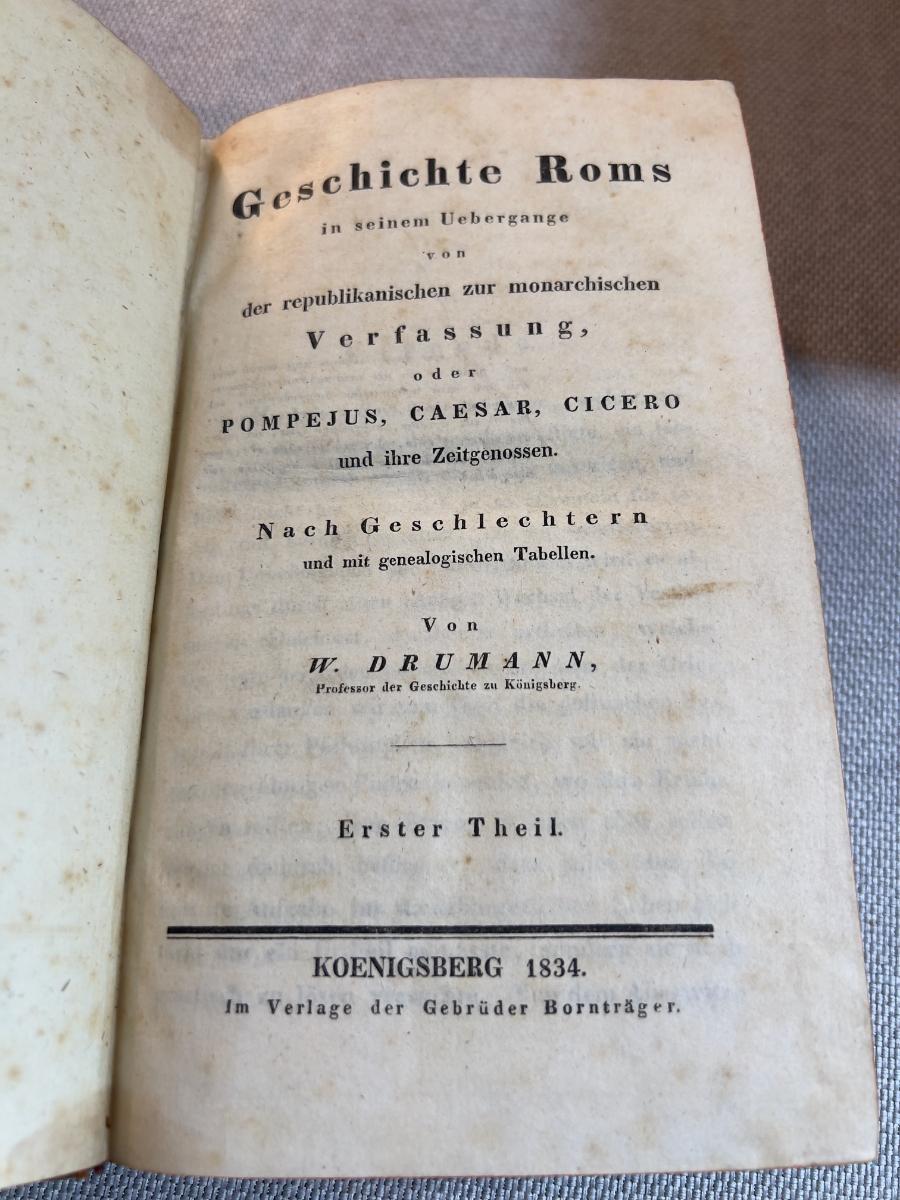 Geschichte Roms
in seinem Uebergange
von
der republikanischen zur monarchischen
Verfassung,
oder
POMPEJUS, CAESAR, CICERO
und ihre Zeitgenossen.
Nach Geschlechtern
und mit genealogischen Tabellen.
Von
W. DRUMANN,
Professor der Geschichte zu Königsberg.
Erster Theil.
KOENIGSBERG 1834.
Im Verlage der Gebrüder Bornträger.